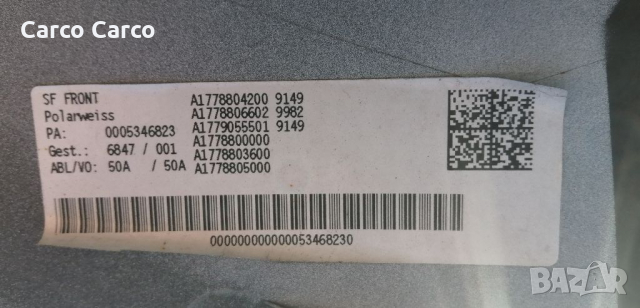 Carco Carco
SF FRONT
Polarweiss
PA: 0005346823
Gest.: 6847 / 001
ABL/VO: 50A / 50A
A1778804200 9149
A1778806602 9982
A1779055501 9149
A1778800000
A1778803600
A1778805000
000000000000053468230
BAZAR